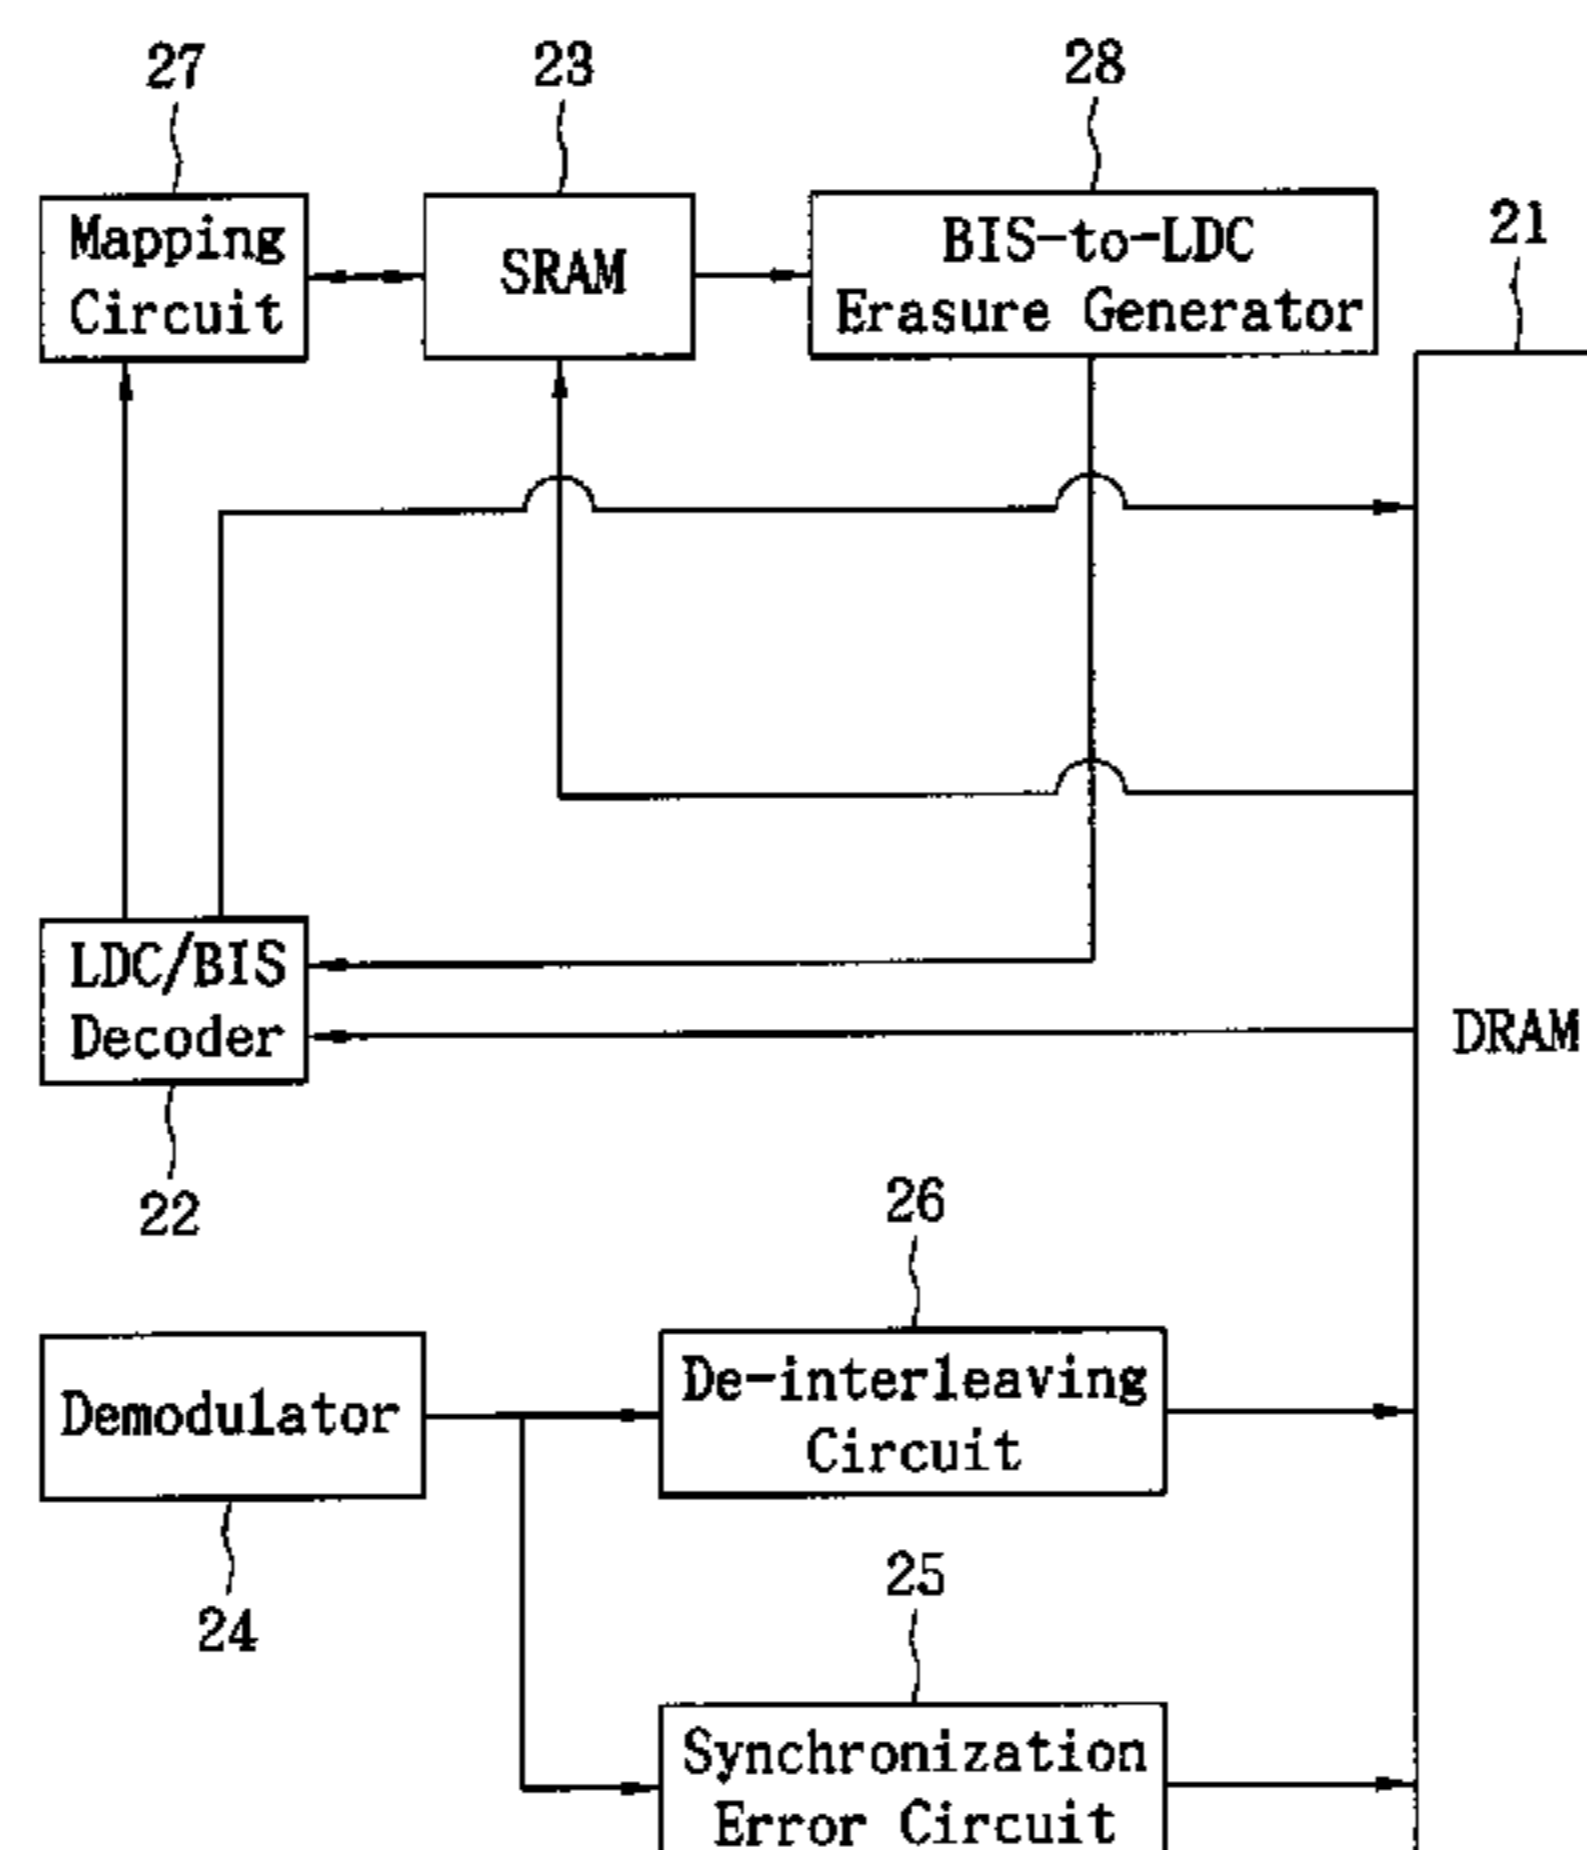 27
23
28
21
Mapping
Circuit
SRAM
BIS-to-LDC
Erasure Generator
LDC/BIS
Decoder
DRAM
22
26
Demodulator
De-interleaving
Circuit
24
25
Synchronization
Error Circuit